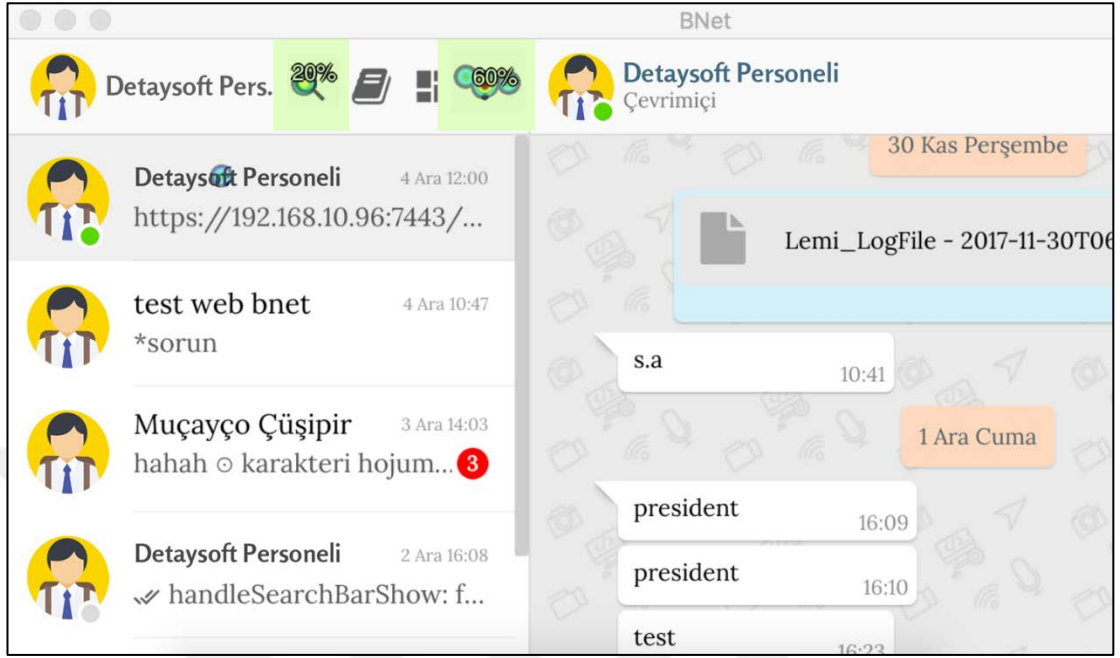 BNet
Detaysoft Pers.
20%
60%
Detaysoft Personeli
Çevrimiçi
Detaysoft Personeli
4 Ara 12:00
https://192.168.10.96:7443/...
test web bnet
4 Ara 10:47
*sorun
Muçayço Çüşipir
3 Ara 14:03
hahah ⊙ karakteri hojum...
3
Detaysoft Personeli
2 Ara 16:08
handleSearchBarShow: f...
30 Kas Perşembe
Lemi_LogFile - 2017-11-30T06
s.a
10:41
1 Ara Cuma
president
16:09
president
16:10
test
16:23